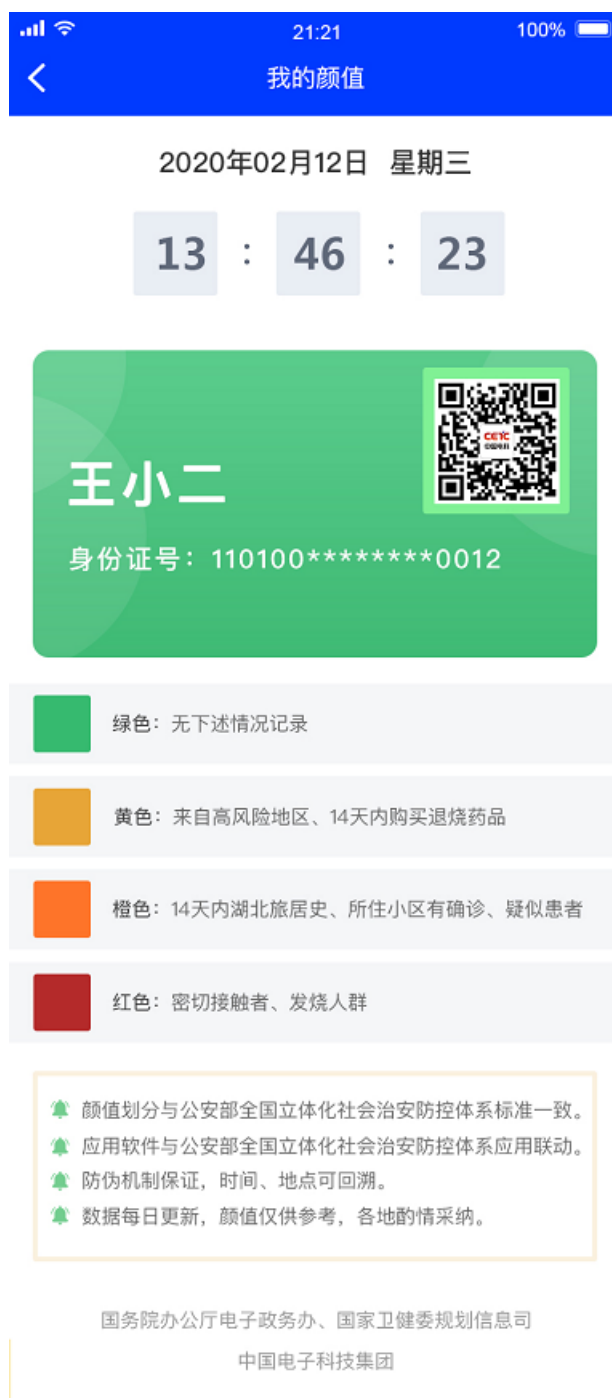 21:21
100%
我的颜值
2020年02月12日 星期三
13 : 46 : 23
CETC
中国电科
王小二
身份证号：110100********0012
绿色：无下述情况记录
黄色：来自高风险地区、14天内购买退烧药品
橙色：14天内湖北旅居史、所住小区有确诊、疑似患者
红色：密切接触者、发烧人群
颜值划分与公安部全国立体化社会治安防控体系标准一致。
应用软件与公安部全国立体化社会治安防控体系应用联动。
防伪机制保证，时间、地点可回溯。
数据每日更新，颜值仅供参考，各地酌情采纳。
国务院办公厅电子政务办、国家卫健委规划信息司
中国电子科技集团